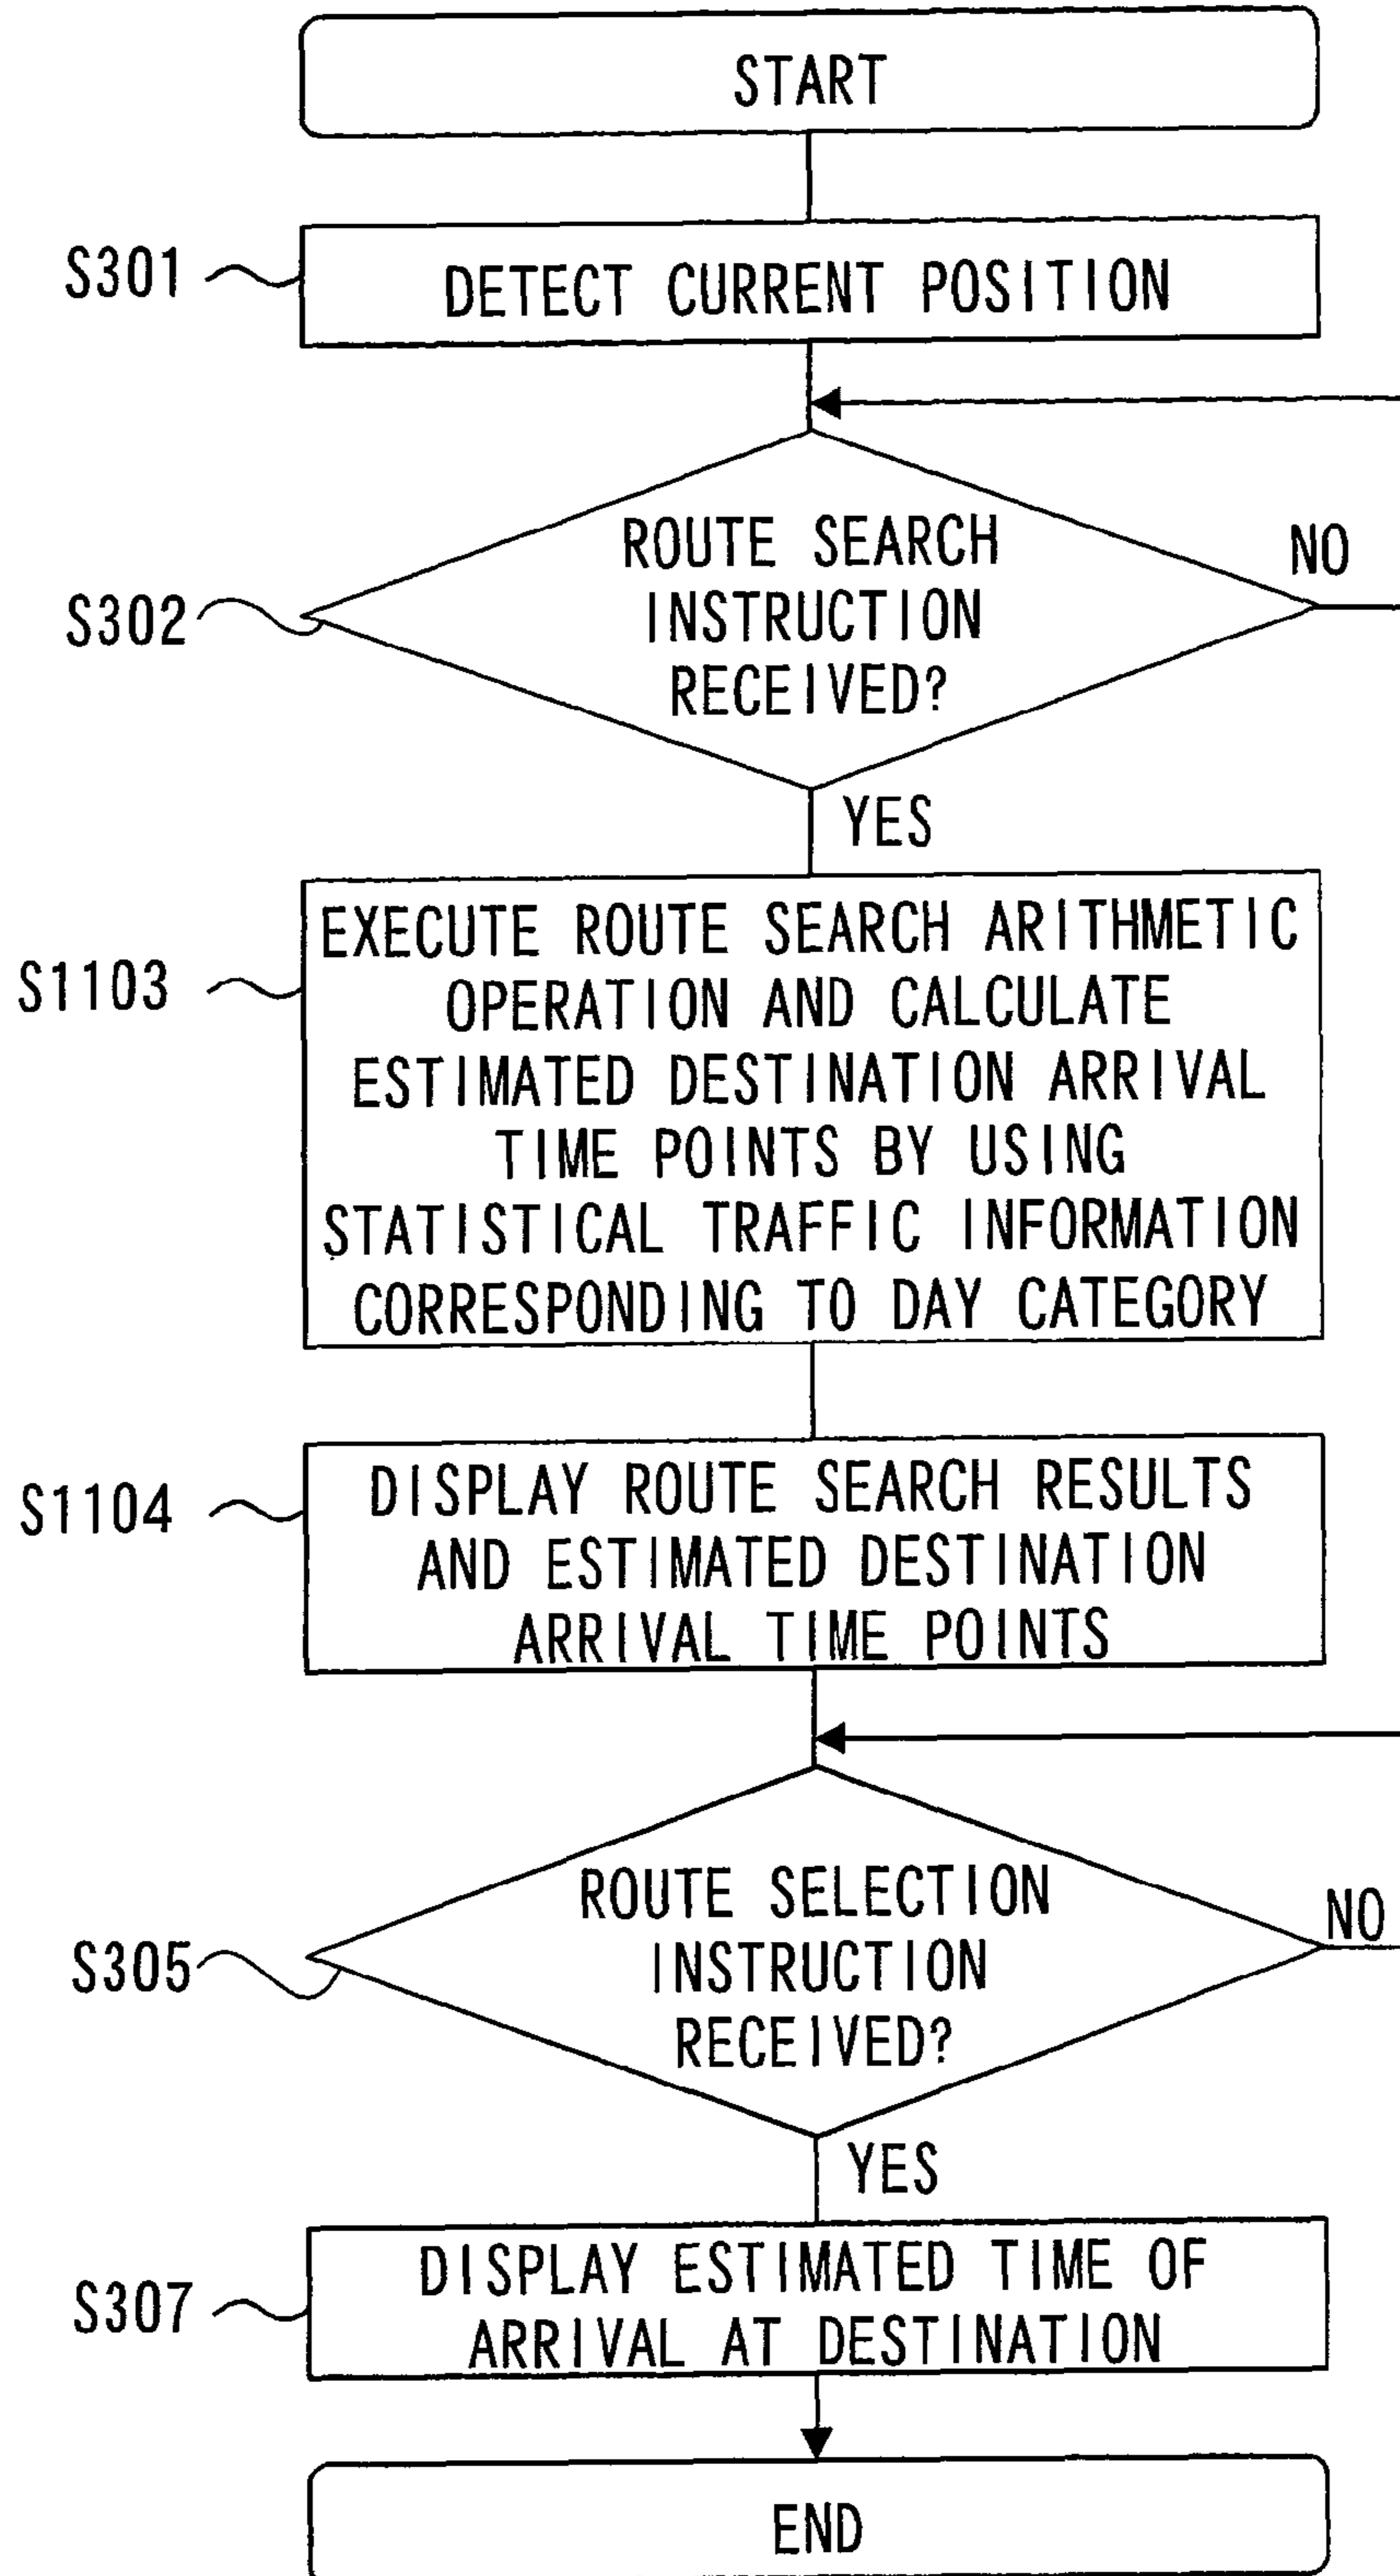 START
S301
DETECT CURRENT POSITION
S302
ROUTE SEARCH
INSTRUCTION
RECEIVED?
NO
YES
S1103
EXECUTE ROUTE SEARCH ARITHMETIC
OPERATION AND CALCULATE
ESTIMATED DESTINATION ARRIVAL
TIME POINTS BY USING
STATISTICAL TRAFFIC INFORMATION
CORRESPONDING TO DAY CATEGORY
S1104
DISPLAY ROUTE SEARCH RESULTS
AND ESTIMATED DESTINATION
ARRIVAL TIME POINTS
S305
ROUTE SELECTION
INSTRUCTION
RECEIVED?
NO
YES
S307
DISPLAY ESTIMATED TIME OF
ARRIVAL AT DESTINATION
END